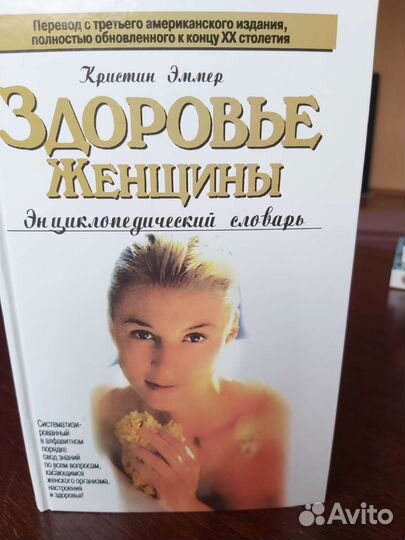 Перевод с третьего американского издания,
полностью обновленного к концу XX столетия
Кристин Эммер
ЗДОРОВЬЕ
ЖЕНЩИНЫ
Энциклопедический словарь
Систематизи-
рованный
в алфавитном
порядке
свод знаний
по всем вопросам,
касающимся
женского организма,
настроения
и здоровья!
Avito